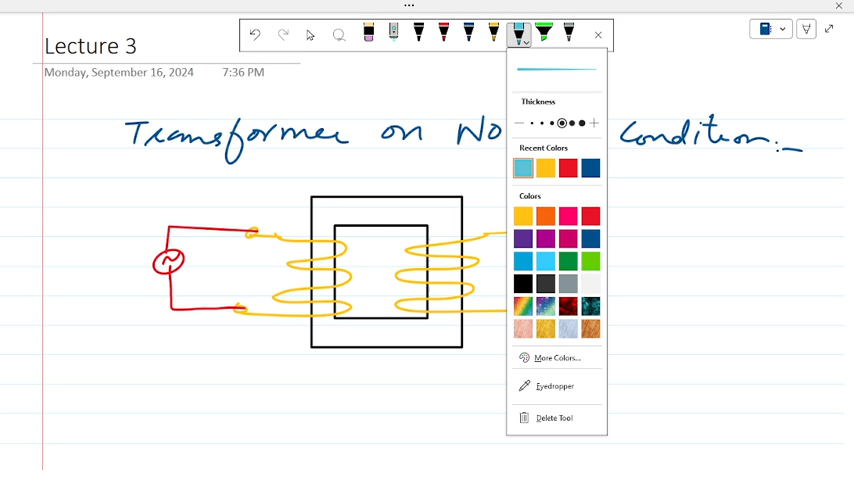 Lecture 3
Monday, September 16, 2024 7:36 PM
Transformer on No Condition:-
Thickness
Recent Colors
Colors
More Colors...
Eyedropper
Delete Tool